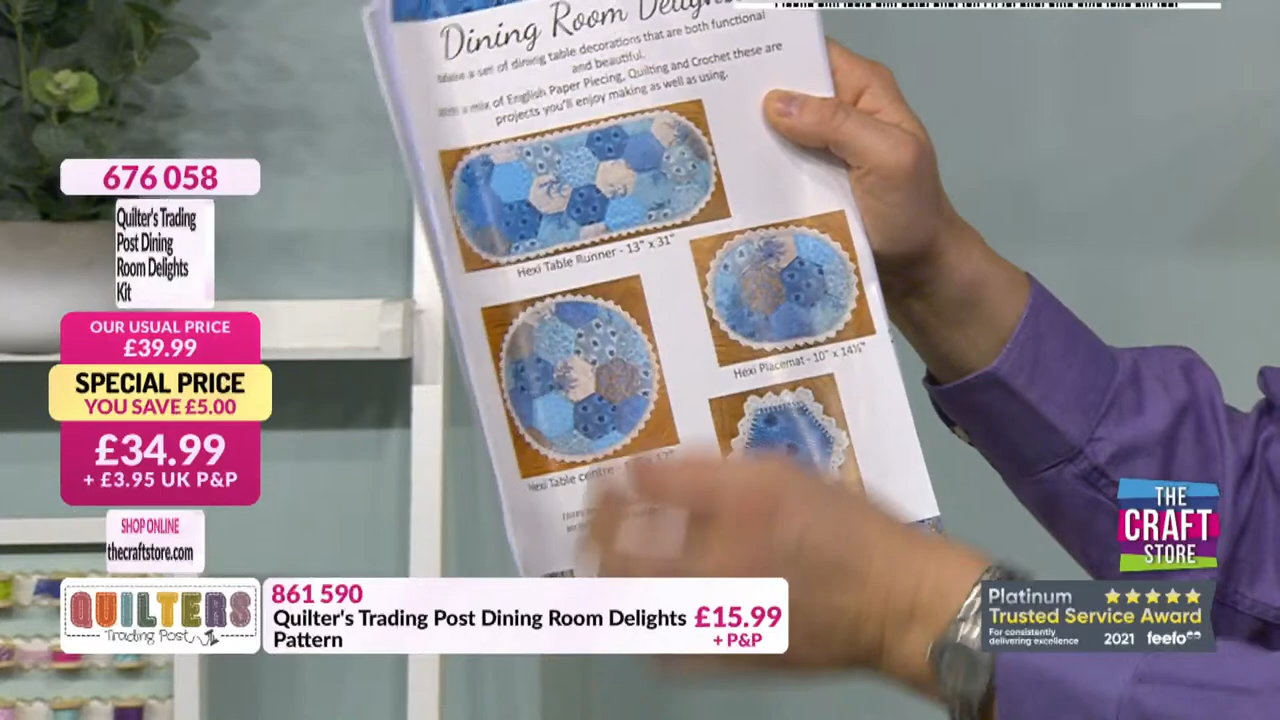 Dining Room Delights
Make a set of dining table decorations that are both functional
and beautiful.
With a mix of English Paper Piecing, Quilting and Crochet these are
projects you'll enjoy making as well as using.
Hexi Table Runner - 13" x 31"
Hexi Placemat - 10" x 14½"
Hexi Table centre -
676 058
Quilter's Trading
Post Dining
Room Delights
Kit
OUR USUAL PRICE
£39.99
SPECIAL PRICE
YOU SAVE £5.00
£34.99
+ £3.95 UK P&P
SHOP ONLINE
thecraftstore.com
QUILTERS
Trading Post
861 590
Quilter's Trading Post Dining Room Delights
Pattern
£15.99
+ P&P
THE
CRAFT
STORE
Platinum
Trusted Service Award
For consistently
delivering excellence
2021 feefo